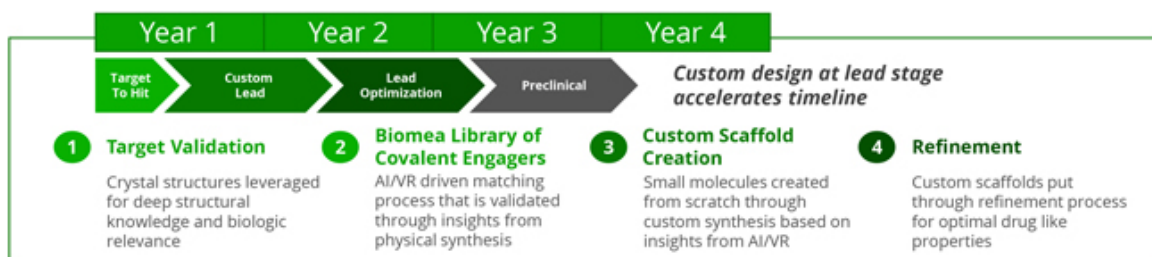 Year 1
Year 2
Year 3
Year 4
Target
To Hit
Custom
Lead
Lead
Optimization
Preclinical
Custom design at lead stage
accelerates timeline
1
Target Validation
Crystal structures leveraged
for deep structural
knowledge and biologic
relevance
2
Biomea Library of
Covalent Engagers
AI/VR driven matching
process that is validated
through insights from
physical synthesis
3
Custom Scaffold
Creation
Small molecules created
from scratch through
custom synthesis based on
insights from AI/VR
4
Refinement
Custom scaffolds put
through refinement process
for optimal drug like
properties